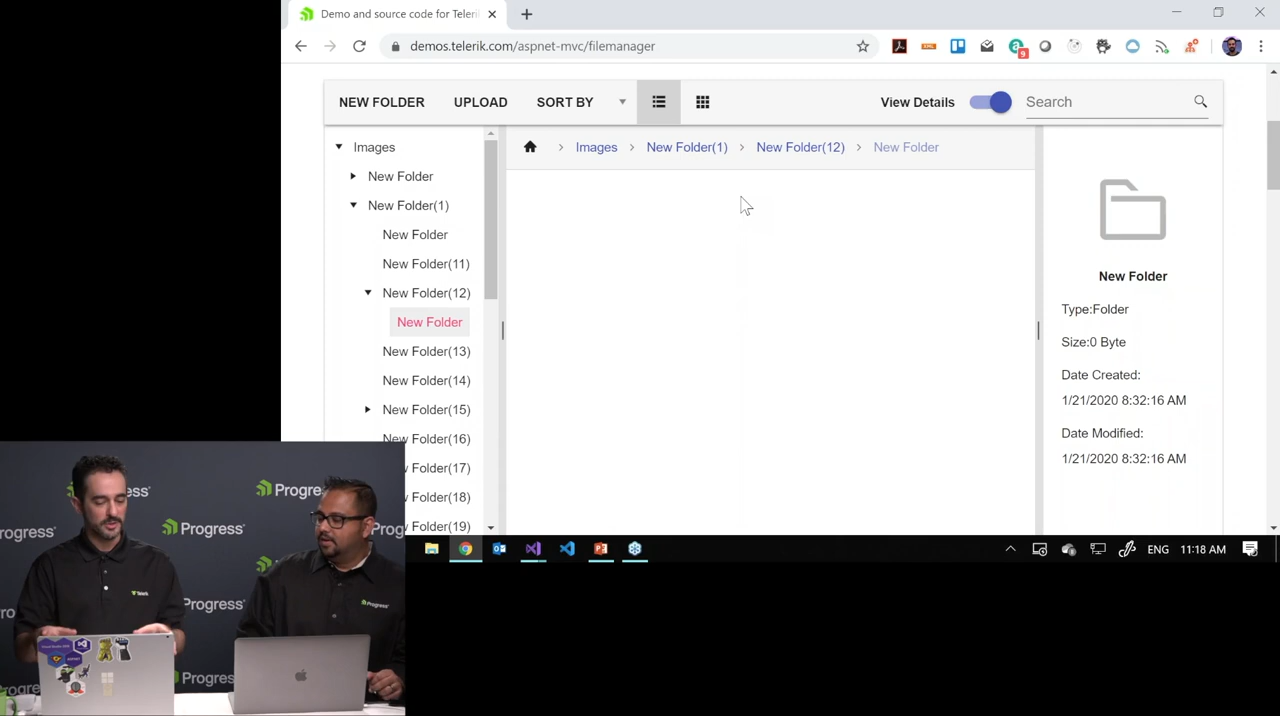 Demo and source code for Teleri
demos.telerik.com/aspnet-mvc/filemanager
9
NEW FOLDER
UPLOAD
SORT BY
View Details
Search
Images
New Folder
New Folder(1)
New Folder
New Folder(11)
New Folder(12)
New Folder
New Folder(13)
New Folder(14)
New Folder(15)
New Folder(16)
New Folder(17)
New Folder(18)
New Folder(19)
Images
New Folder(1)
New Folder(12)
New Folder
New Folder
Type:Folder
Size:0 Byte
Date Created:
1/21/2020 8:32:16 AM
Date Modified:
1/21/2020 8:32:16 AM
ENG
11:18 AM
Progress
Progress
Progress
Progress
Telerik